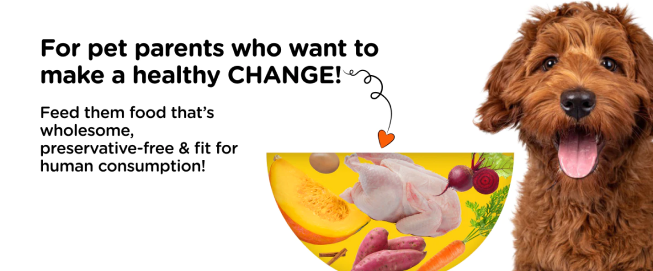 For pet parents who want to
make a healthy CHANGE!
Feed them food that's
wholesome,
preservative-free & fit for
human consumption!